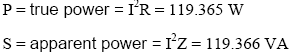 P = true power = I²R = 119.365 W
S = apparent power = I²Z = 119.366 VA